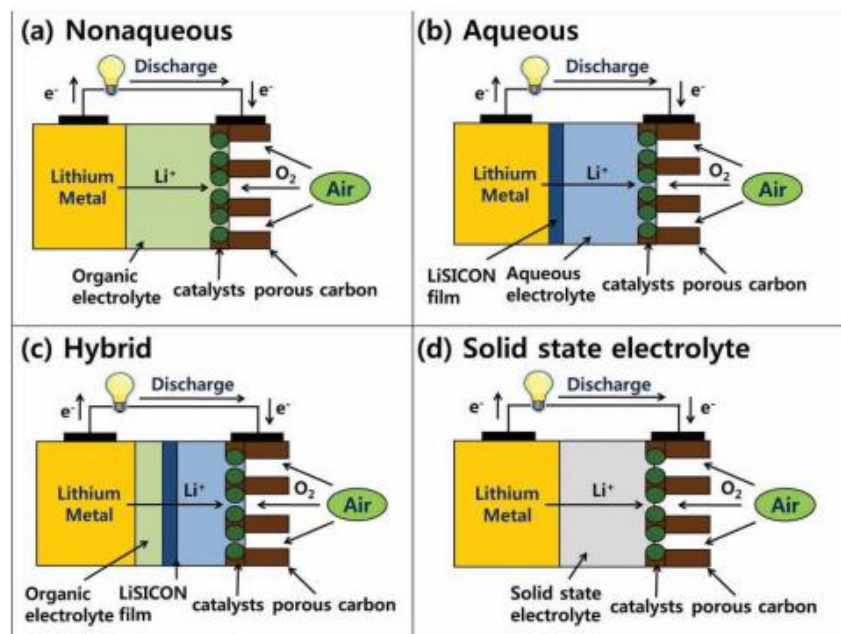 (a) Nonaqueous
Discharge
e-
e-
Lithium
Metal
Li+
O2
Air
Organic
electrolyte
catalysts porous carbon
(b) Aqueous
Discharge
e-
e-
Lithium
Metal
Li+
O2
Air
LiSICON
film
Aqueous
electrolyte
catalysts porous carbon
(c) Hybrid
Discharge
e-
e-
Lithium
Metal
Li+
O2
Air
Organic
electrolyte
LiSICON
film
catalysts porous carbon
(d) Solid state electrolyte
Discharge
e-
e-
Lithium
Metal
Li+
O2
Air
Solid state
electrolyte
catalysts porous carbon